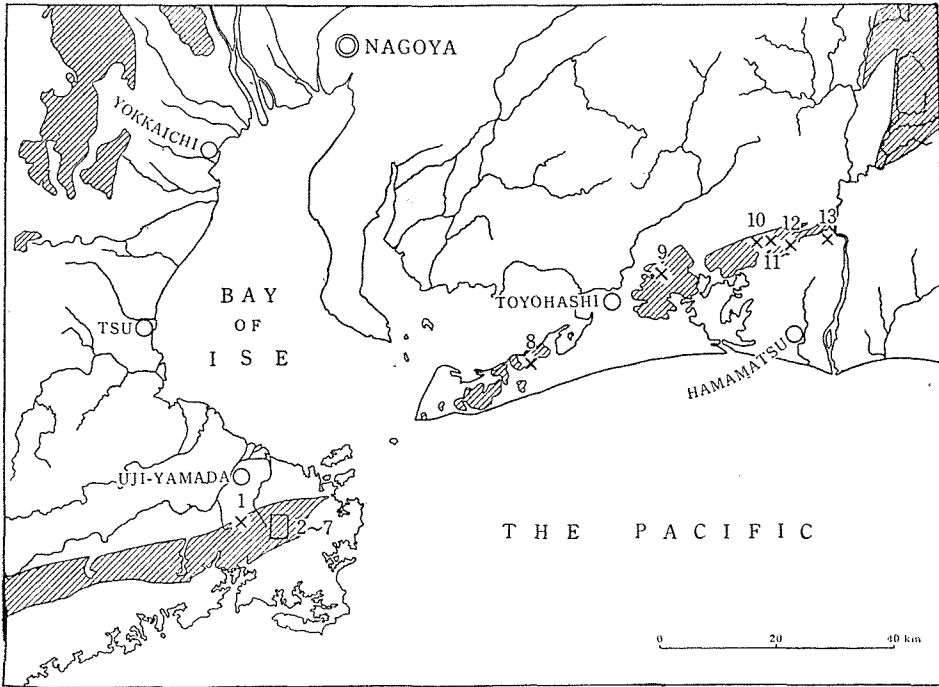 NAGOYA
YOKKAICHI
10
12
13
9
11
BAY
OF
ISE
TOYOHASHI
TSU
8
HAMAMATSU
UJI-YAMADA
1
2~7
THE PACIFIC
0 20 40 km